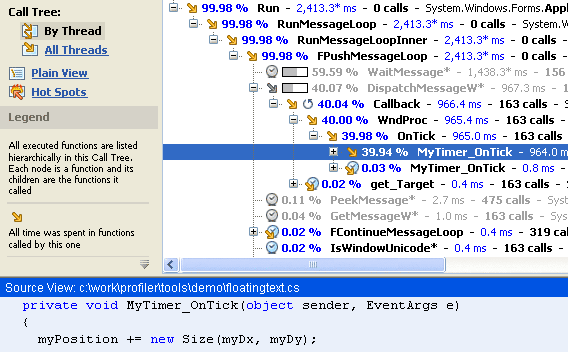 Call Tree:
By Thread
All Threads
Plain View
Hot Spots
Legend
All executed functions are listed
hierarchically in this Call Tree.
Each node is a function and its
children are the functions it
called
All time was spent in functions
called by this one
99.98 % Run - 2,413.3* ms - 0 calls - System.Windows.Forms.Appl
99.98 % RunMessageLoop - 2,413.3* ms - 0 calls - System
99.98 % RunMessageLoopInner - 2,413.3* ms - 0 calls
99.98 % FPushMessageLoop - 2,413.3* ms - 0 calls
59.59 % WaitMessage* - 1,438.3* ms - 156
40.07 % DispatchMessageW* - 967.3 ms -
40.04 % Callback - 966.4 ms - 163 calls -
40.00 % WndProc - 965.4 ms - 163 calls
39.98 % OnTick - 965.0 ms - 163 calls
39.94 % MyTimer_OnTick - 964.0 ms
0.03 % MyTimer_OnTick - 0.8 ms -
0.02 % get_Target - 0.4 ms - 163 calls - Sys
0.11 % PeekMessage* - 2.7 ms - 475 calls - Syst
0.04 % GetMessageW* - 1.0 ms - 163 calls - Syst
0.02 % FContinueMessageLoop - 0.4 ms - 319 call
0.02 % IsWindowUnicode* - 0.4 ms - 163 calls
Source View: c:\work\profiler\tools\demo\floatingtext.cs
private void MyTimer_OnTick(object sender, EventArgs e)
{
myPosition += new Size(myDx, myDy);